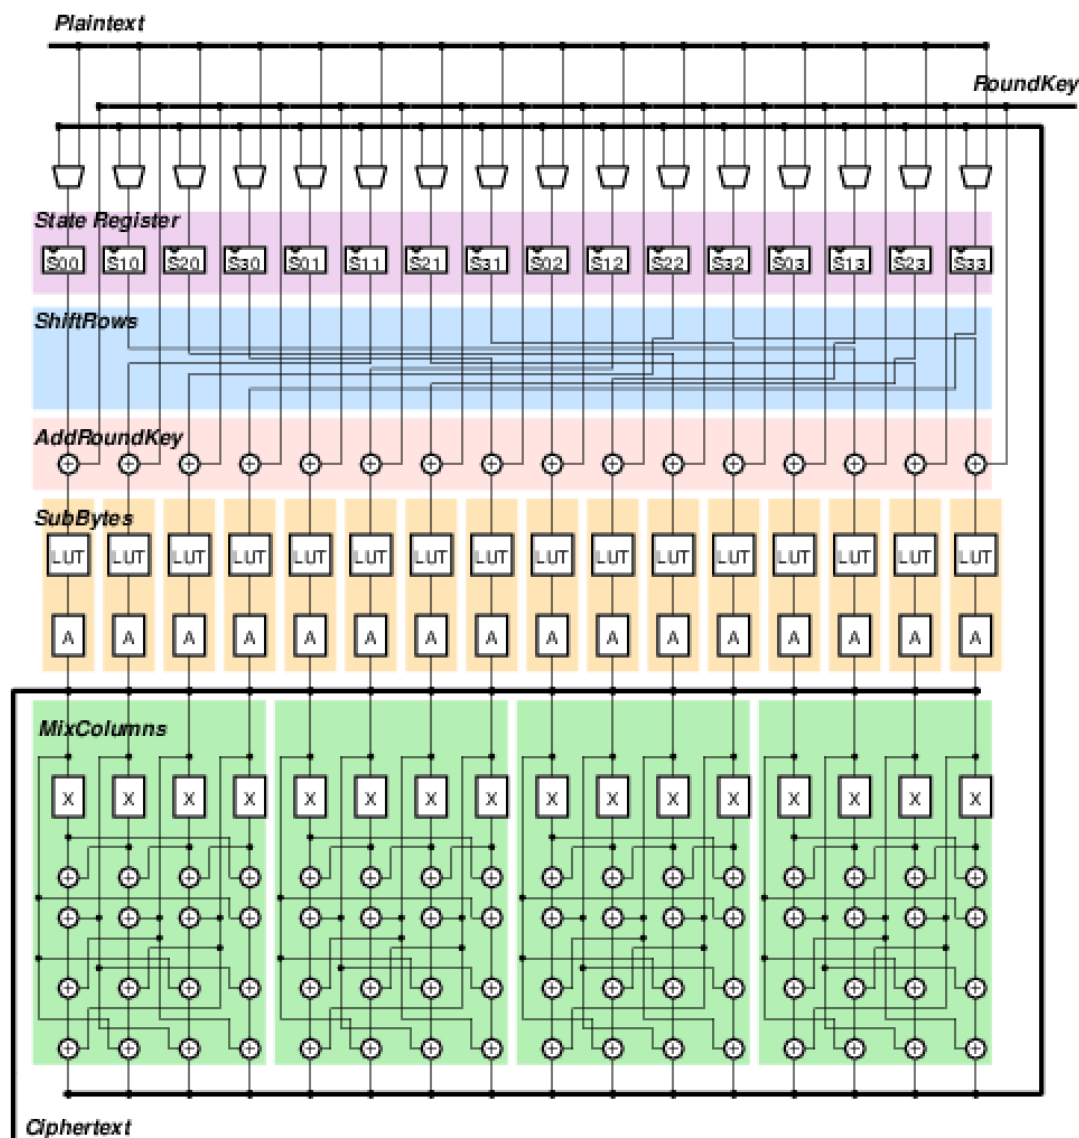 Plaintext
RoundKey
State Register
S00 S10 S20 S30 S01 S11 S21 S31 S02 S12 S22 S32 S03 S13 S23 S33
ShiftRows
AddRoundKey
SubBytes
LUT LUT LUT LUT LUT LUT LUT LUT LUT LUT LUT LUT LUT LUT LUT LUT
A A A A A A A A A A A A A A A A
MixColumns
X X X X X X X X X X X X X X X X
Ciphertext